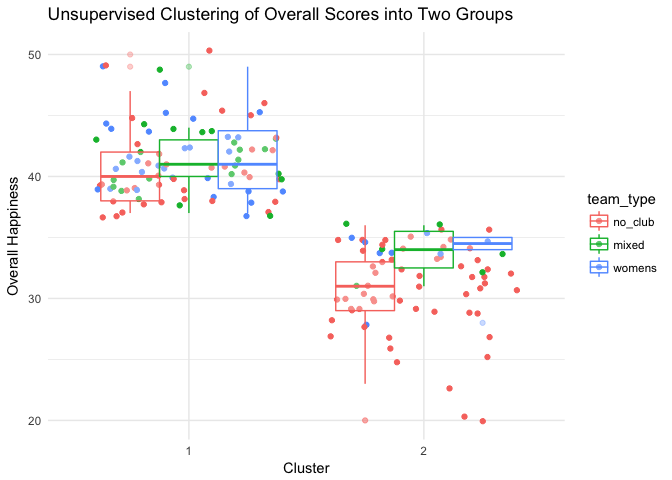 Unsupervised Clustering of Overall Scores into Two Groups
50
40
30
20
Overall Happiness
1
2
Cluster
team_type
no_club
mixed
womens